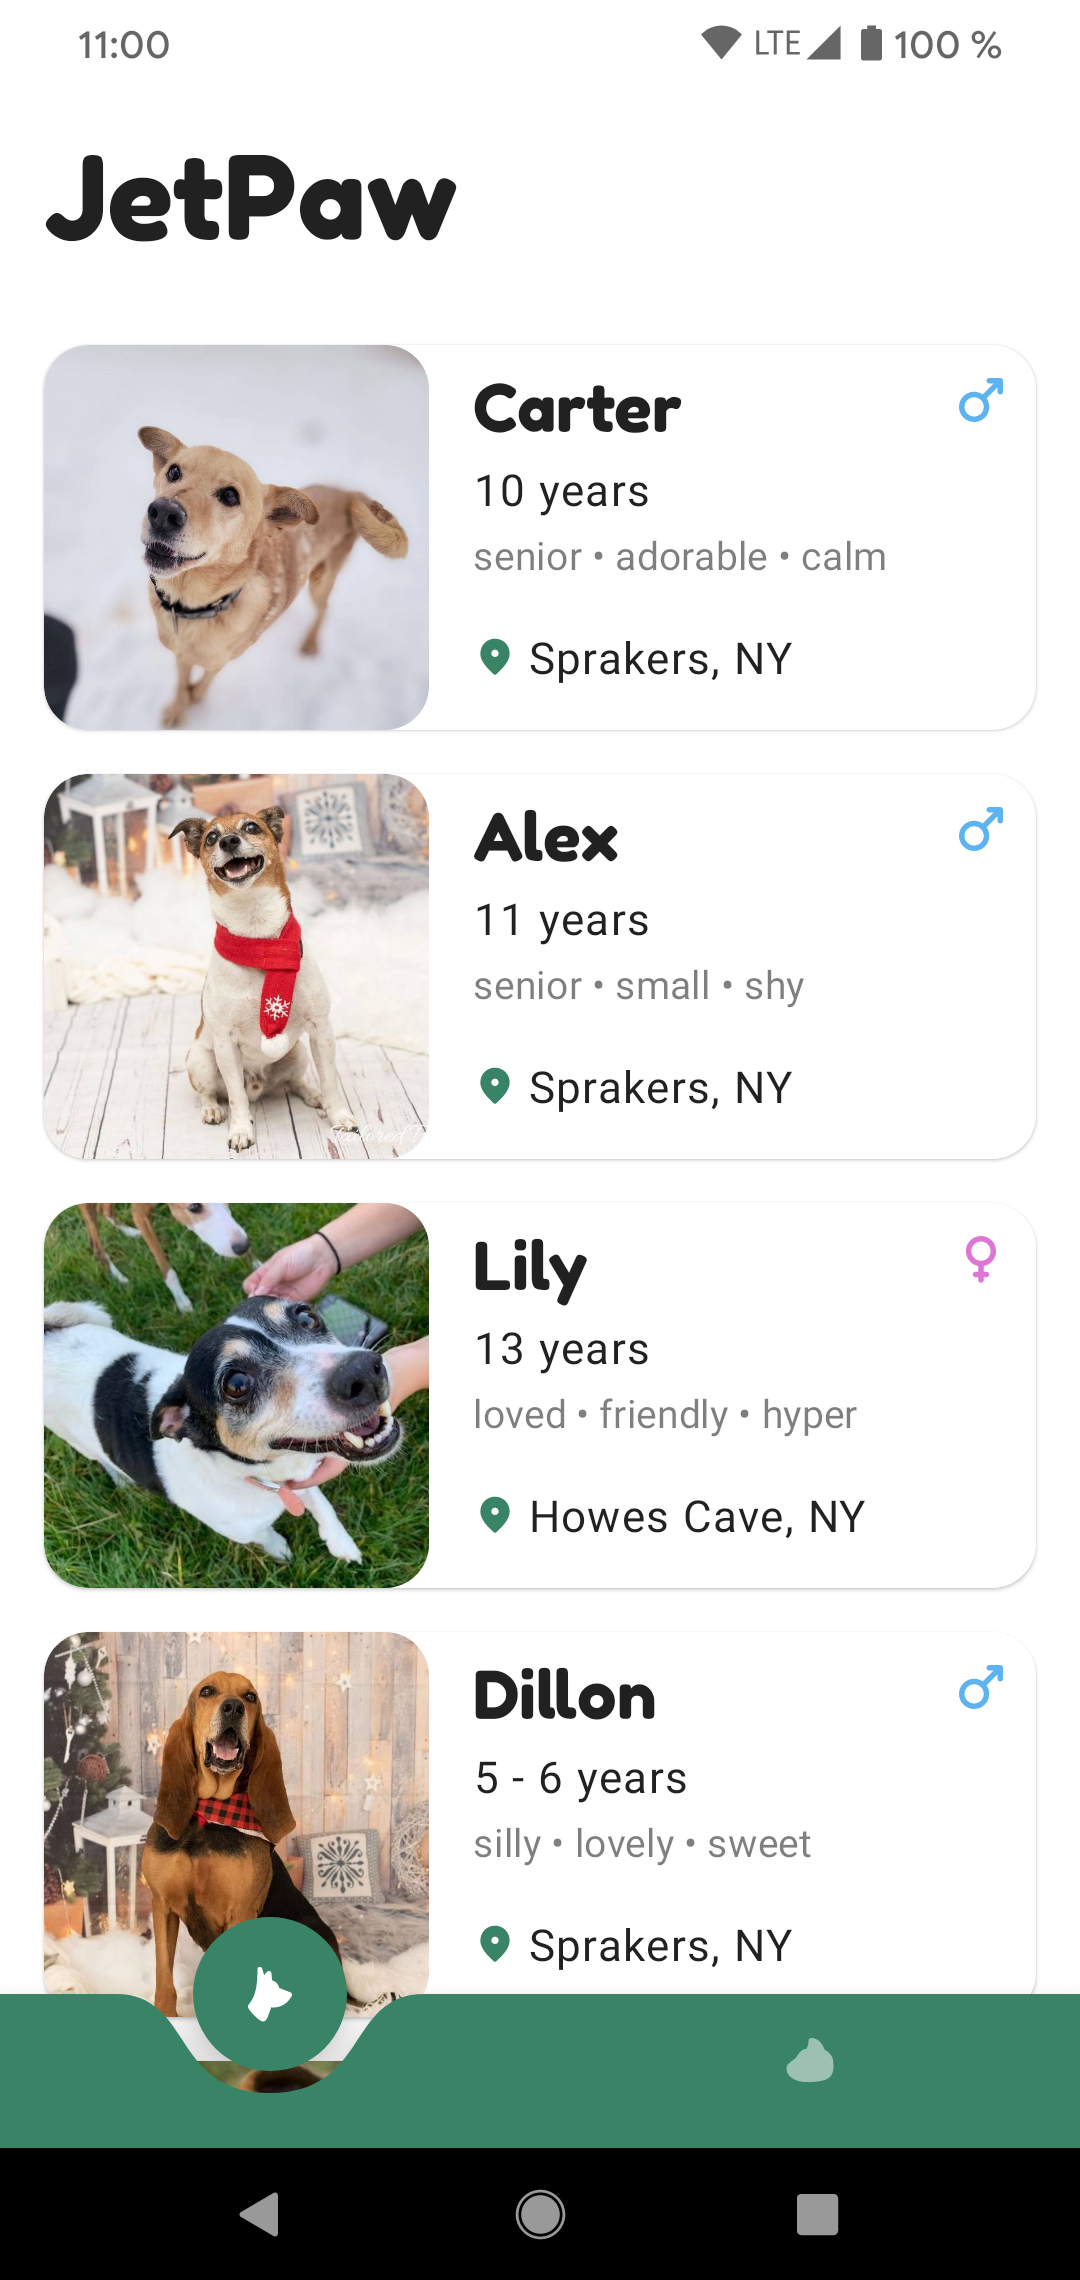 11:00 LTE 100 %
JetPaw
Carter
10 years
senior • adorable • calm
Sprakers, NY
Alex
11 years
senior • small • shy
Sprakers, NY
Lily
13 years
loved • friendly • hyper
Howes Cave, NY
Dillon
5 - 6 years
silly • lovely • sweet
Sprakers, NY